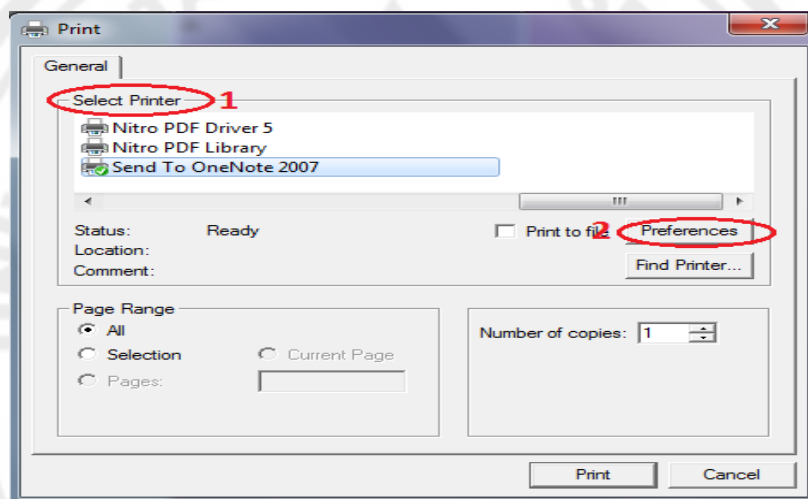 Print
General
Select Printer 1
Nitro PDF Driver 5
Nitro PDF Library
Send To OneNote 2007
Status: Ready
Print to file 2 Preferences
Location:
Comment:
Find Printer...
Page Range
All
Selection
Current Page
Pages:
Number of copies: 1
Print
Cancel